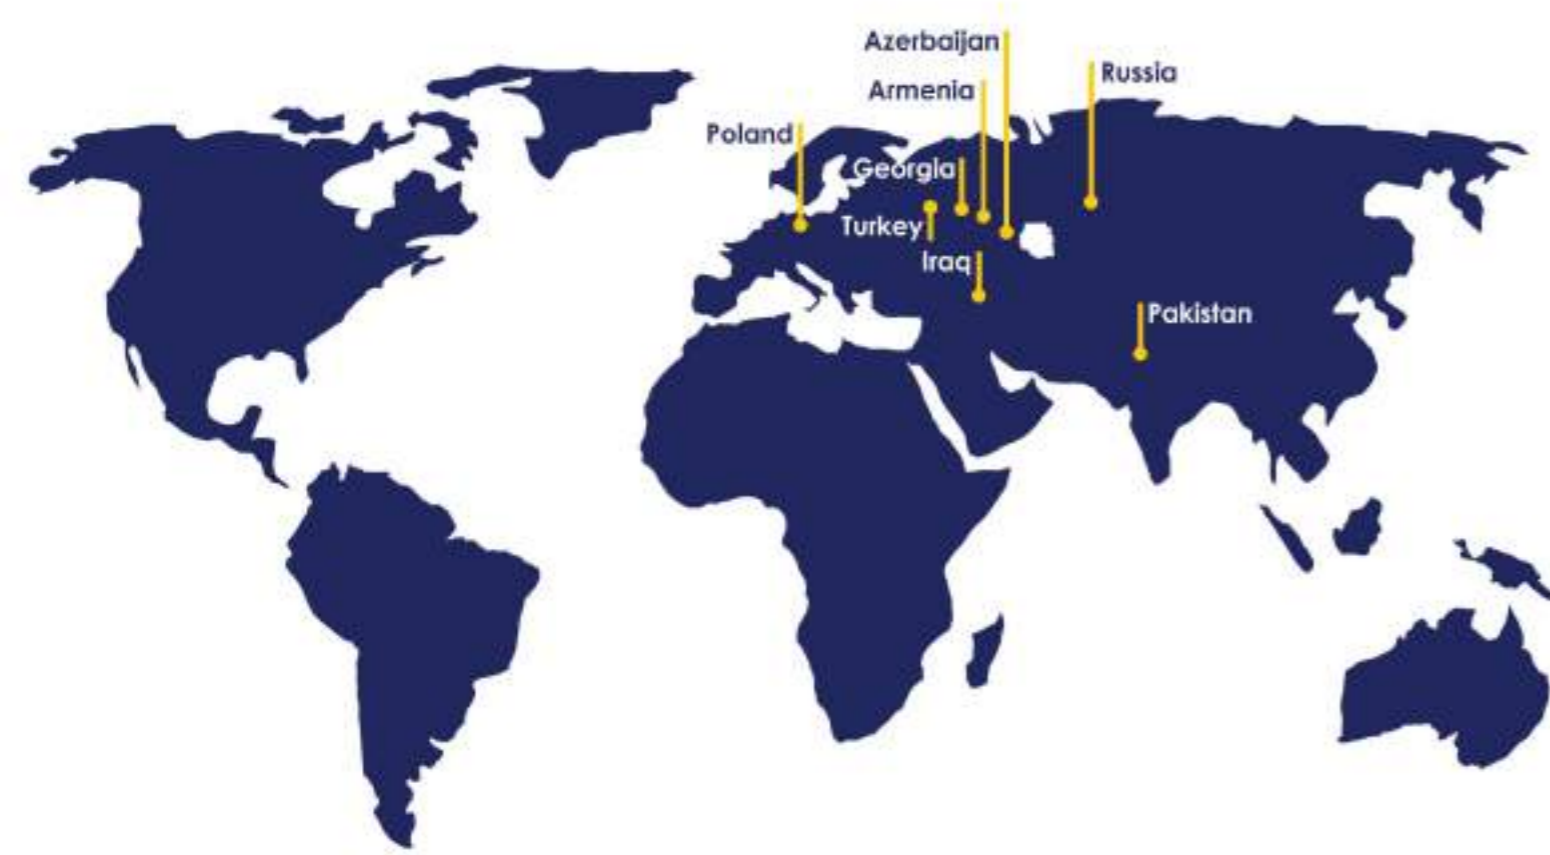 Azerbaijan
Russia
Armenia
Poland
Georgia
Turkey
Iraq
Pakistan